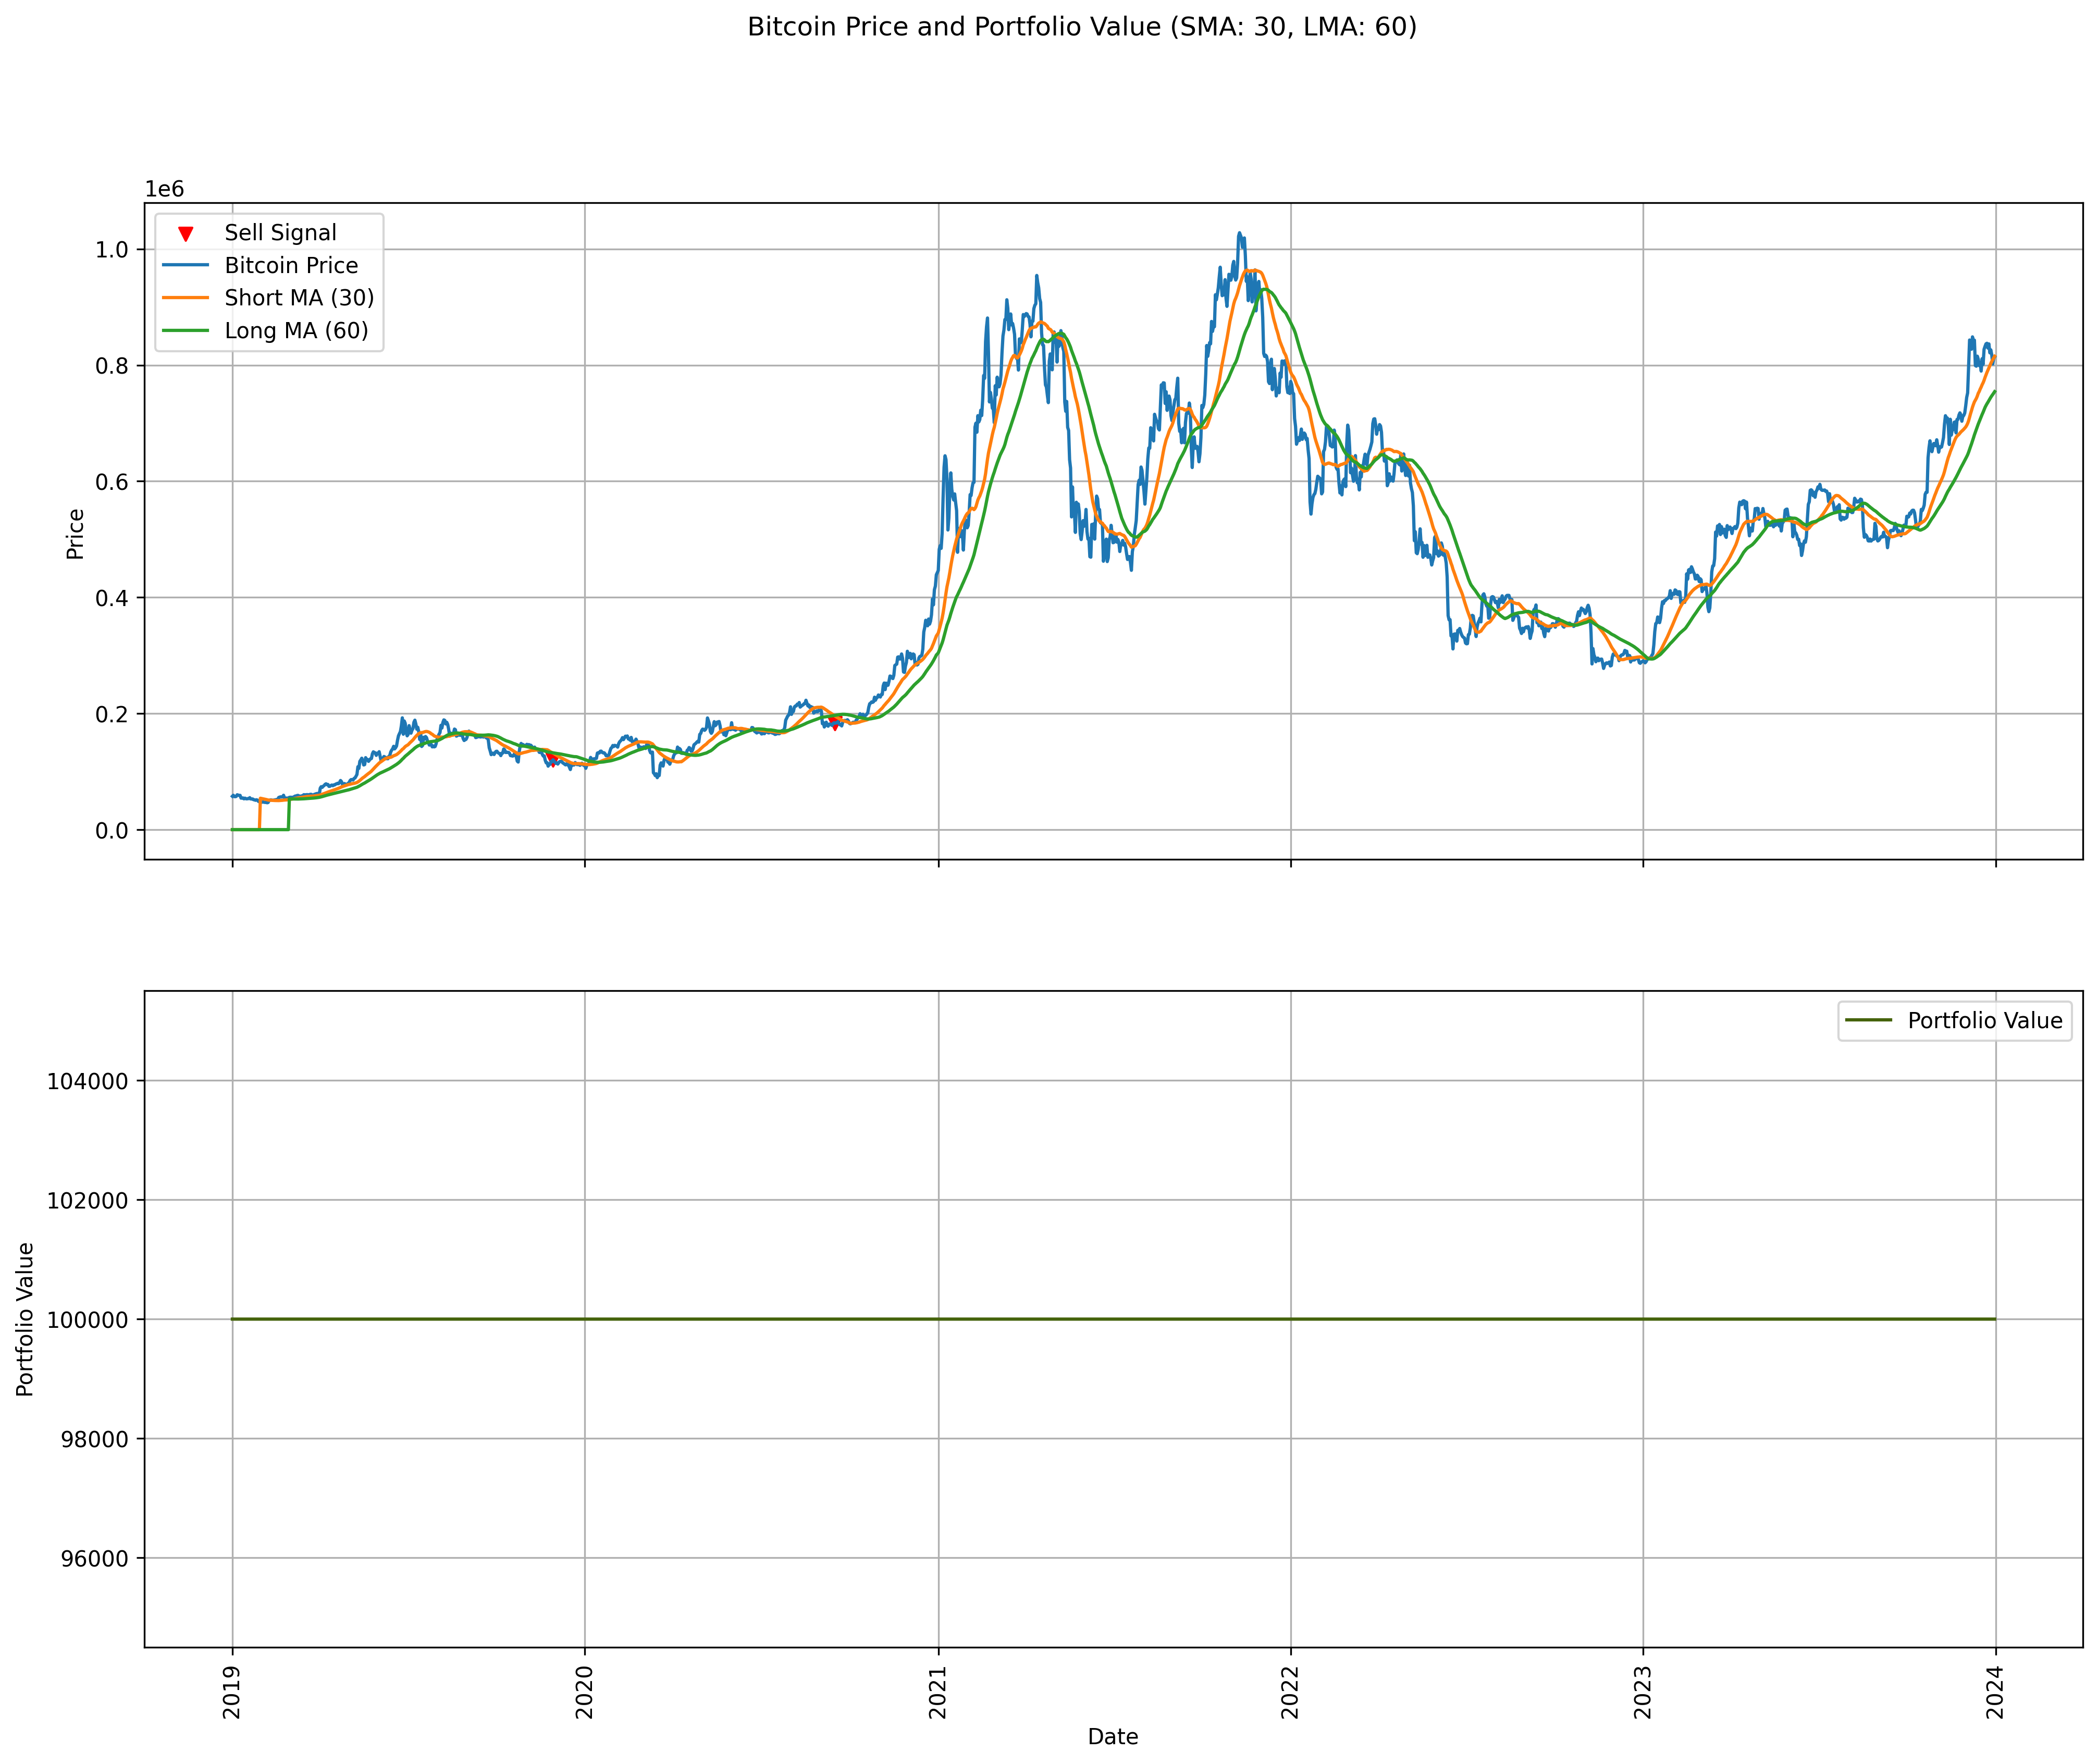 Bitcoin Price and Portfolio Value (SMA: 30, LMA: 60)
1e6
Sell Signal
Bitcoin Price
Short MA (30)
Long MA (60)
1.0
0.8
0.6
0.4
0.2
0.0
Price
Portfolio Value
104000
102000
100000
98000
96000
Portfolio Value
2019
2020
2021
2022
2023
2024
Date